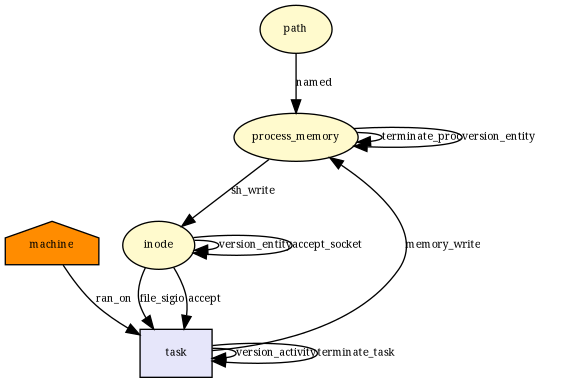 path
named
process_memory
terminate_proc
version_entity
sh_write
machine
inode
version_entity
accept_socket
memory_write
ran_on
file_sigio
accept
task
version_activity
terminate_task